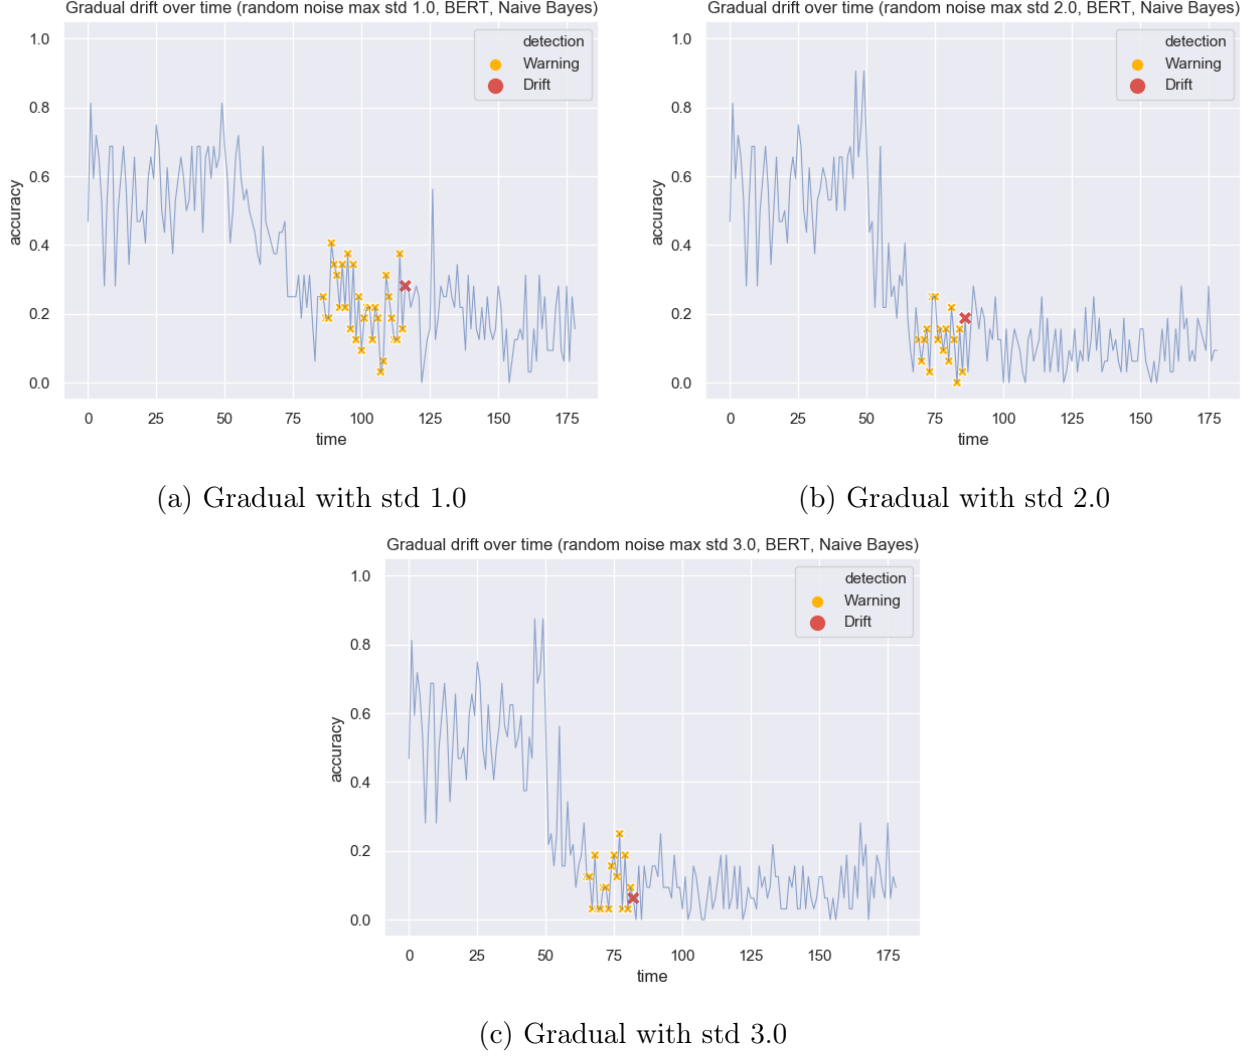 Gradual drift over time (random noise max std 1.0, BERT, Naive Bayes)
1.0
0.8
0.6
0.4
0.2
0.0
accuracy
detection
Warning
Drift
0 25 50 75 100 125 150 175
time
(a) Gradual with std 1.0
Gradual drift over time (random noise max std 2.0, BERT, Naive Bayes)
1.0
0.8
0.6
0.4
0.2
0.0
accuracy
detection
Warning
Drift
0 25 50 75 100 125 150 175
time
(b) Gradual with std 2.0
Gradual drift over time (random noise max std 3.0, BERT, Naive Bayes)
1.0
0.8
0.6
0.4
0.2
0.0
accuracy
detection
Warning
Drift
0 25 50 75 100 125 150 175
time
(c) Gradual with std 3.0